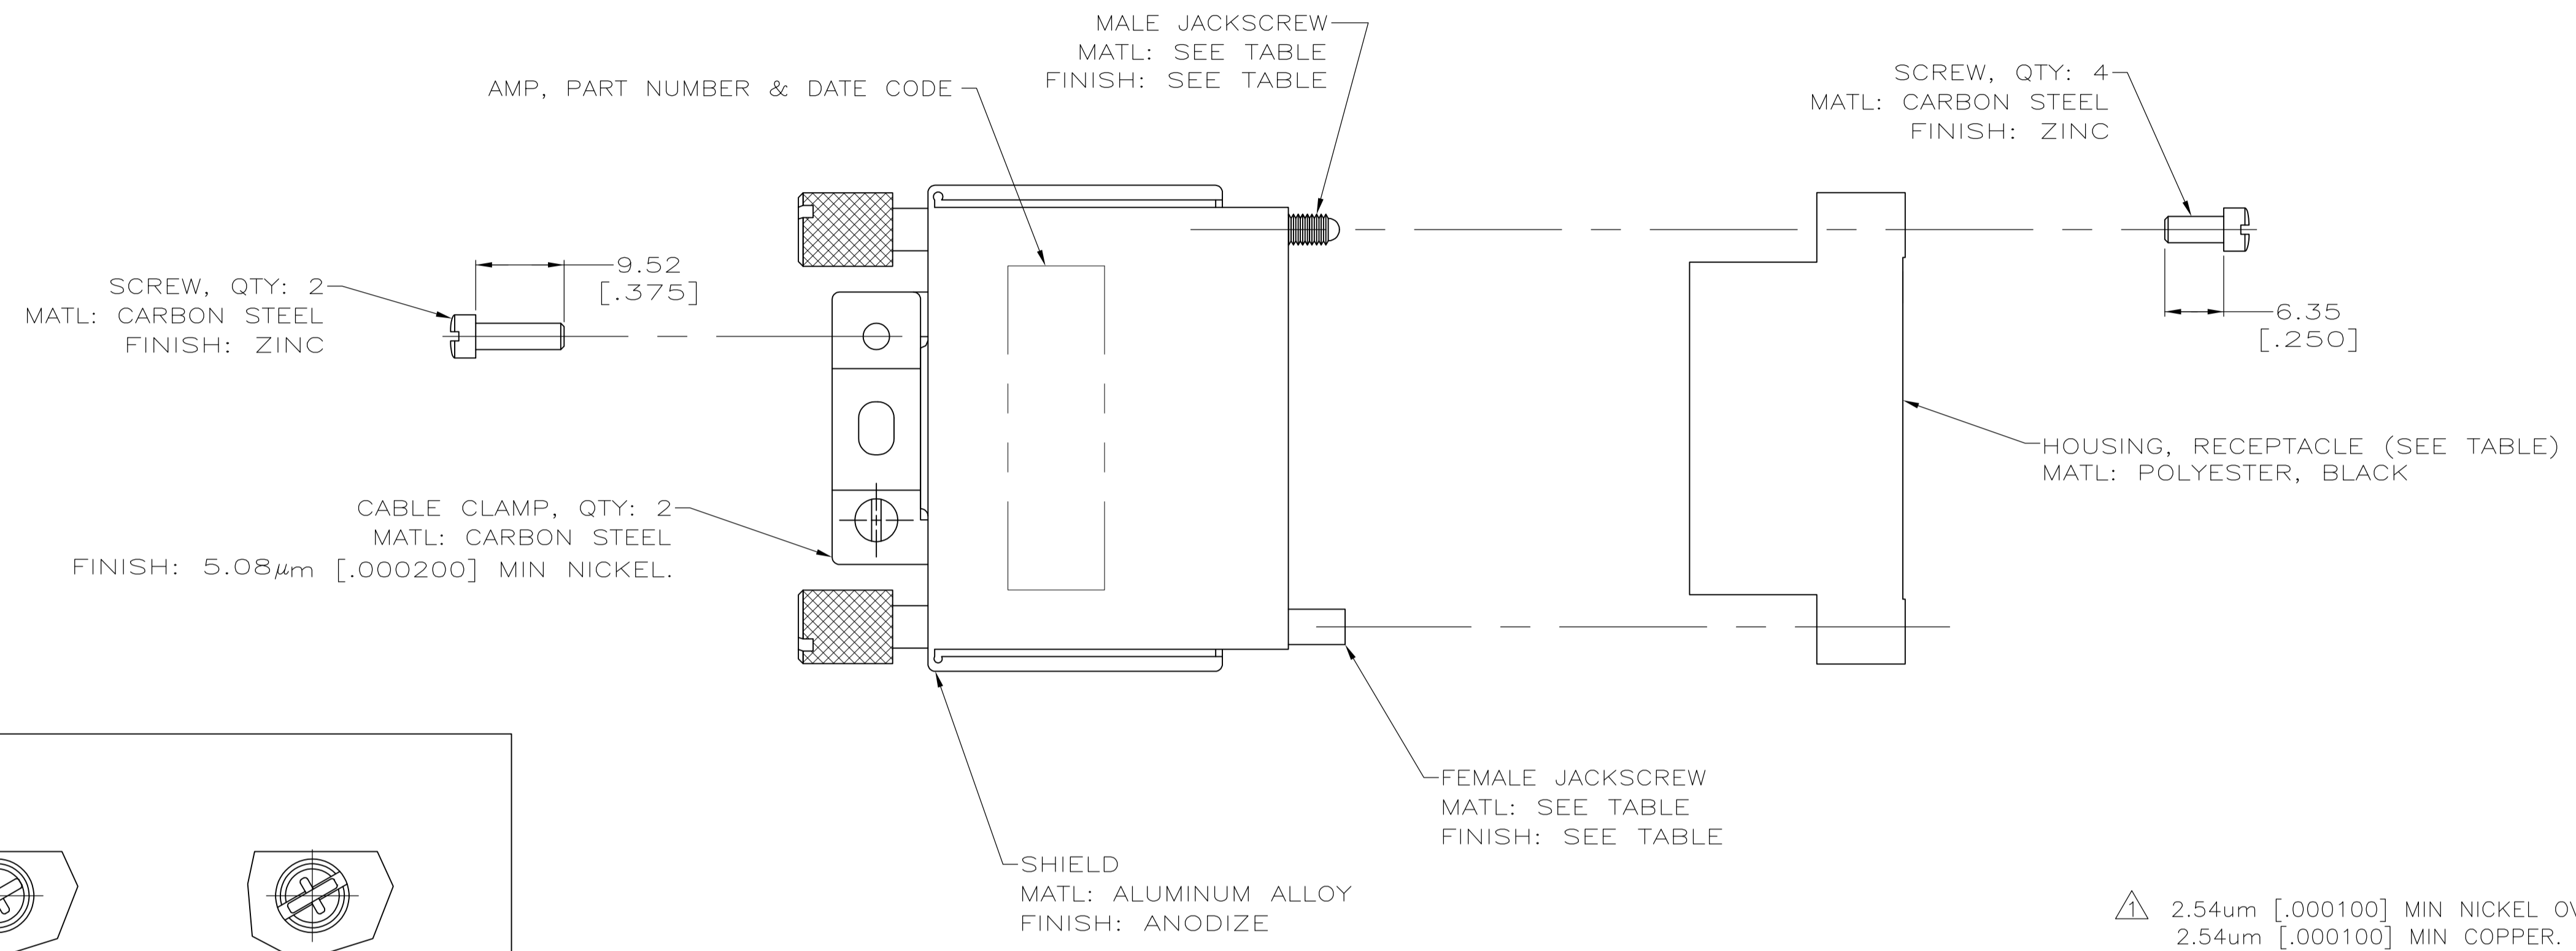 MALE JACKSCREW
MATL: SEE TABLE
FINISH: SEE TABLE
AMP, PART NUMBER & DATE CODE
SCREW, QTY: 4
MATL: CARBON STEEL
FINISH: ZINC
9.52
[.375]
SCREW, QTY: 2
MATL: CARBON STEEL
FINISH: ZINC
6.35
[.250]
HOUSING, RECEPTACLE (SEE TABLE)
MATL: POLYESTER, BLACK
CABLE CLAMP, QTY: 2
MATL: CARBON STEEL
FINISH: 5.08µm [.000200] MIN NICKEL.
FEMALE JACKSCREW
MATL: SEE TABLE
FINISH: SEE TABLE
SHIELD
MATL: ALUMINUM ALLOY
FINISH: ANODIZE
1 2.54um [.000100] MIN NICKEL
2.54um [.000100] MIN COPPER.